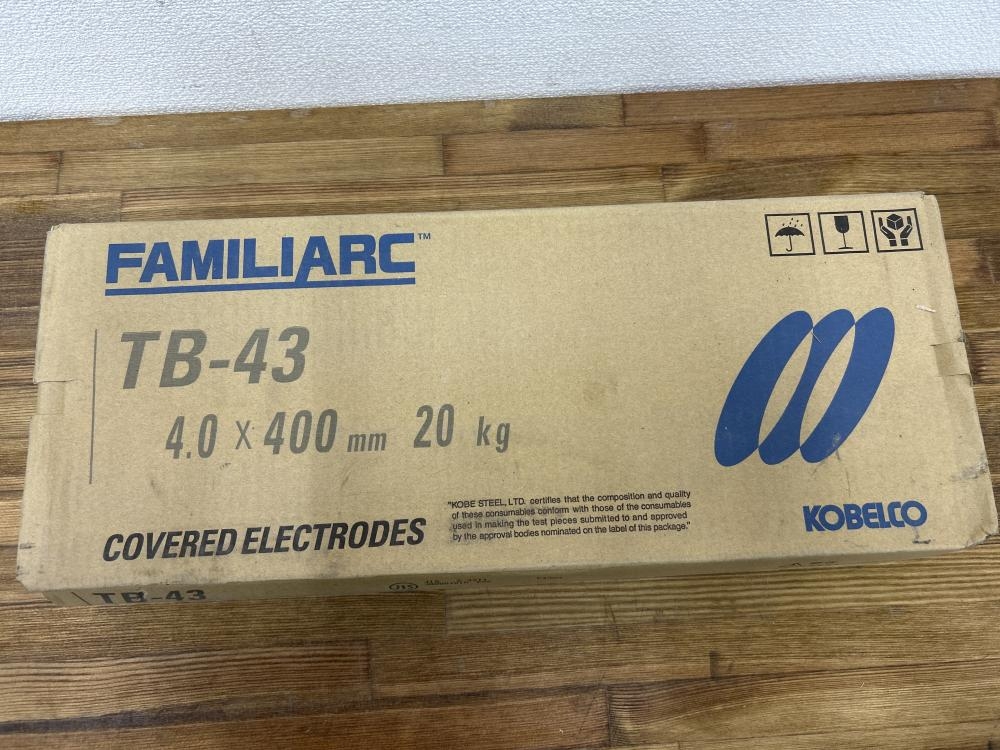 FAMILIARC™
TB-43
4.0 x 400 mm 20 kg
"KOBE STEEL, LTD. certifies that the composition and quality
of these consumables conform with those of the consumables
used in making the test pieces submitted to and approved
by the approval bodies nominated on the label of this package."
COVERED ELECTRODES
KOBELCO
TB-43
JIS